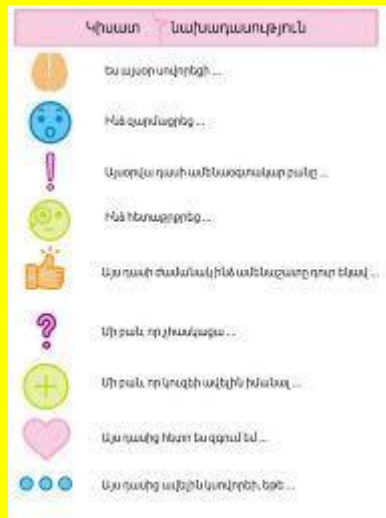 Կիսատ նախադասություն
Ես այսօր սովորեցի ...
Ինձ զարմացրեց ...
Այսօրվա դասի ամենաօգտակար բանը ...
Ինձ հետաքրքրեց ...
Այս դասի ժամանակ ինձ ամենաշատը դուր եկավ ...
Մի բան, որ չհասկացա ...
Մի բան, որ կուզեի ավելին իմանալ ...
Այս դասից հետո ես զգում եմ ...
Այս դասից ավելին կսովորեի, եթե ...